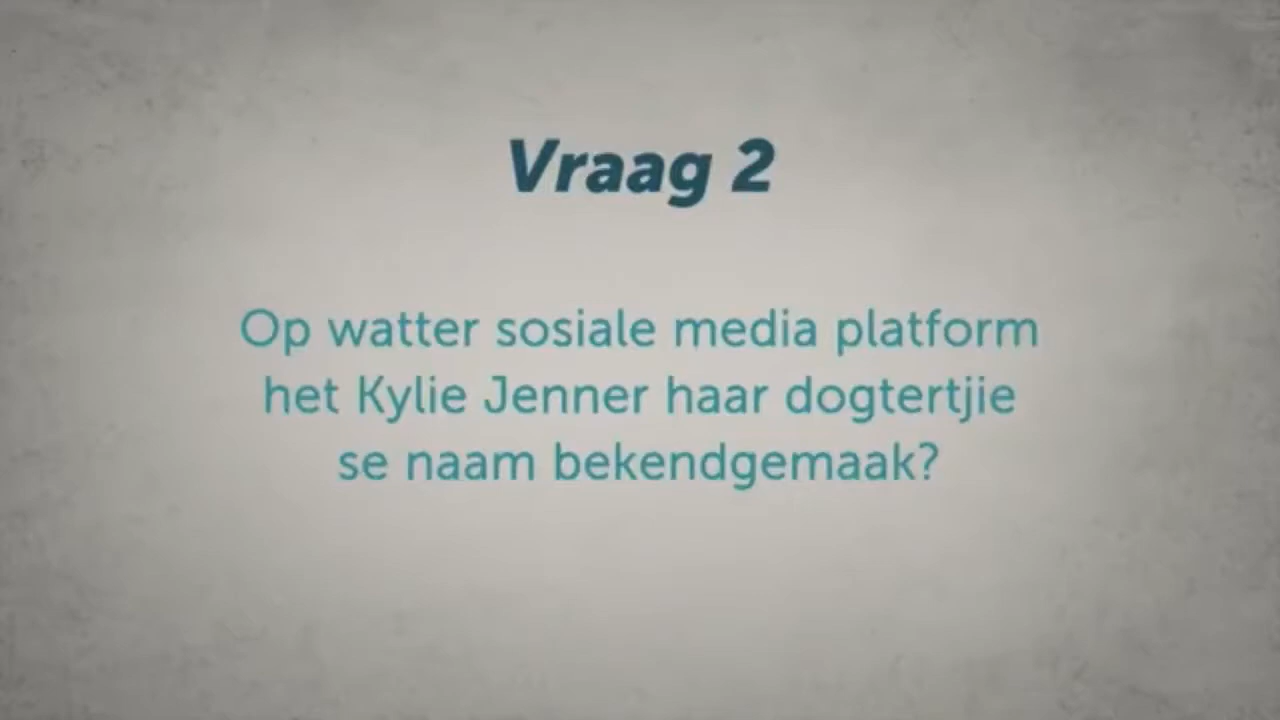 Vraag 2
Op watter sosiale media platform
het Kylie Jenner haar dogtertjie
se naam bekendgemaak?